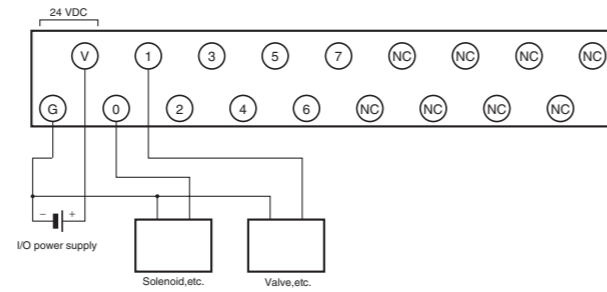 24 VDC
V 1 3 5 7 NC NC NC NC
G 0 2 4 6 NC NC NC NC
− +
I/O power supply
Solenoid,etc. Valve,etc.